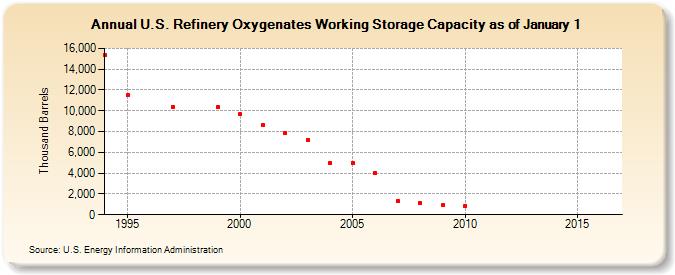 Annual U.S. Refinery Oxygenates Working Storage Capacity as of January 1
Thousand Barrels
16,000
14,000
12,000
10,000
8,000
6,000
4,000
2,000
0
1995 2000 2005 2010 2015
Source: U.S. Energy Information Administration